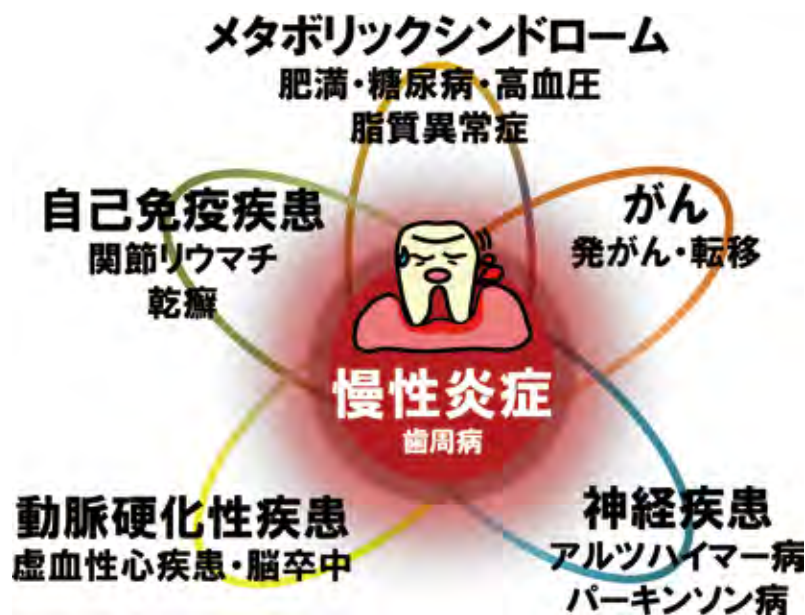 メタボリックシンドローム
肥満・糖尿病・高血圧
脂質異常症
自己免疫疾患
関節リウマチ
乾癬
がん
発がん・転移
慢性炎症
歯周病
動脈硬化性疾患
虚血性心疾患・脳卒中
神経疾患
アルツハイマー病
パーキンソン病